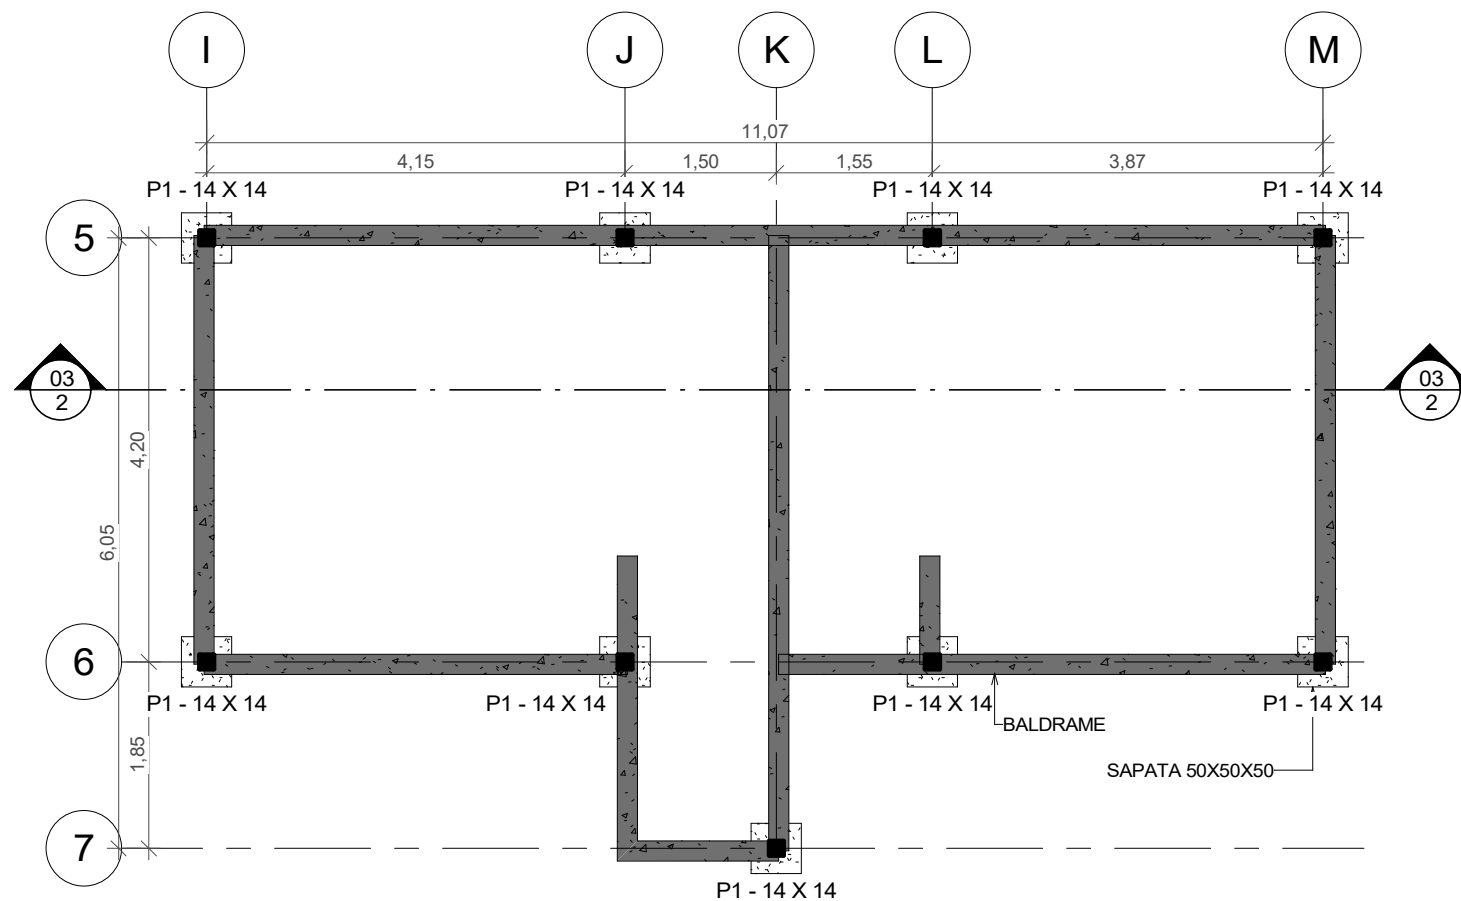 I J K L M
11,07
4,15 1,50 1,55 3,87
P1 - 14 X 14 P1 - 14 X 14 P1 - 14 X 14 P1 - 14 X 14
5
03 03
2 2
4,20
6,05
6
P1 - 14 X 14 P1 - 14 X 14 P1 - 14 X 14 P1 - 14 X 14
BALDRAME
1,85
SAPATA 50X50X50
7
P1 - 14 X 14